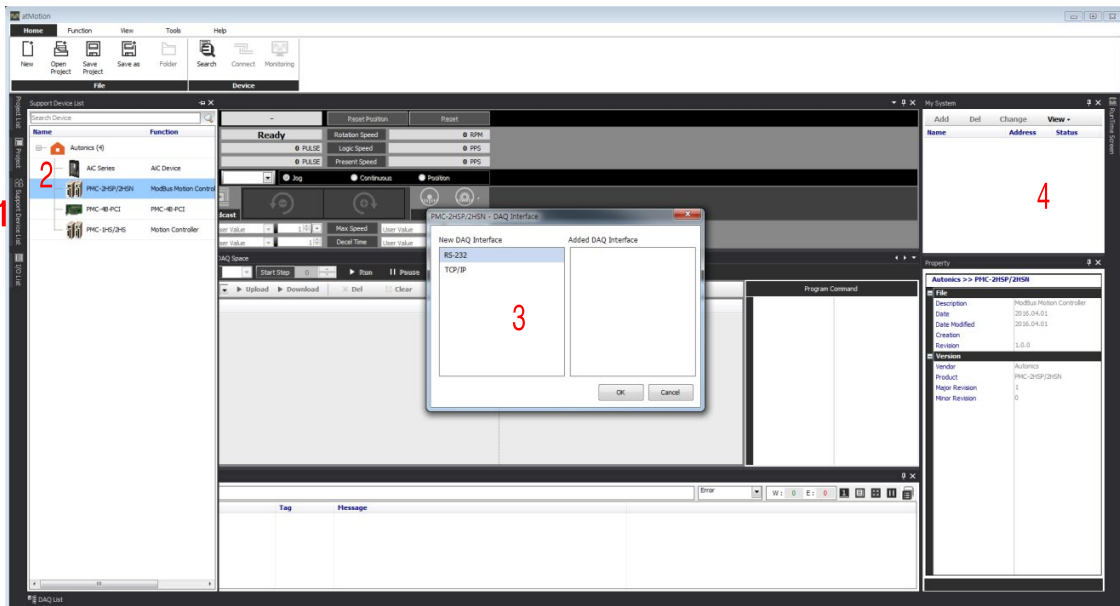 atMotion
Home Function View Tools Help
New Open Project Save Project Save as Folder Search Connect Monitoring
File Device
Project List
Project
Support Device List
I/O List
Support Device List
Search Device
Name Function
Autonics (4)
AiC Series AiC Device
PMC-2HSP/2HSN ModBus Motion Control
PMC-4B-PCI PMC-4B-PCI
PMC-1HS/2HS Motion Controller
1
2
- Reset Position Reset
Ready Rotation Speed 0 RPM
0 PULSE Logic Speed 0 PPS
0 PULSE Present Speed 0 PPS
Jog Continuous Position
dcast
ser Value 1 Max Speed User Value
ser Value 1 Decel Time User Value
DAQ Space
Start Step 0 Run Pause
Upload Download Del Clear
Program Command
PMC-2HSP/2HSN - DAQ Interface
New DAQ Interface Added DAQ Interface
RS-232
TCP/IP
3
OK Cancel
Error W: 0 E: 0 1
Tag Message
My System
Add Del Change View
Name Address Status
4
RunTime Screen
Property
Autonics >> PMC-2HSP/2HSN
File
Description ModBus Motion Controller
Date 2016.04.01
Date Modified 2016.04.01
Creation
Revision 1.0.0
Version
Vendor Autonics
Product PMC-2HSP/2HSN
Major Revision 1
Minor Revision 0
DAQ List